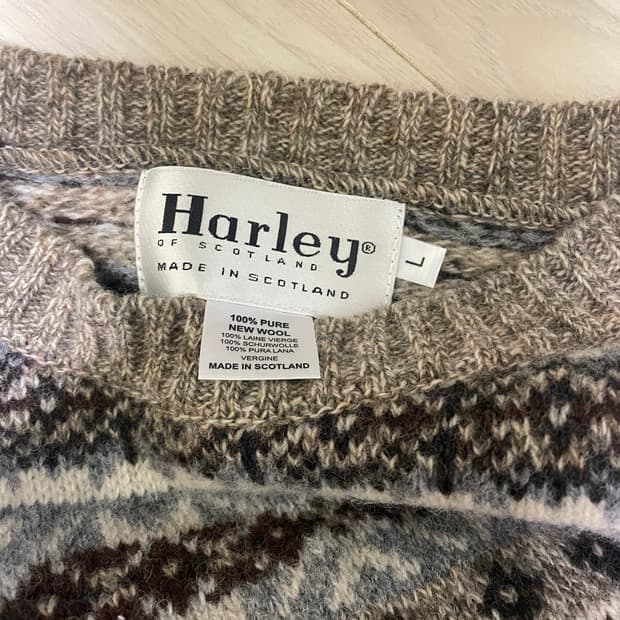 Harley®
OF SCOTLAND
MADE IN SCOTLAND
L
100% PURE
NEW WOOL
100% LAINE VIERGE
100% SCHURWOLLE
100% PURA LANA
VERGINE
MADE IN SCOTLAND